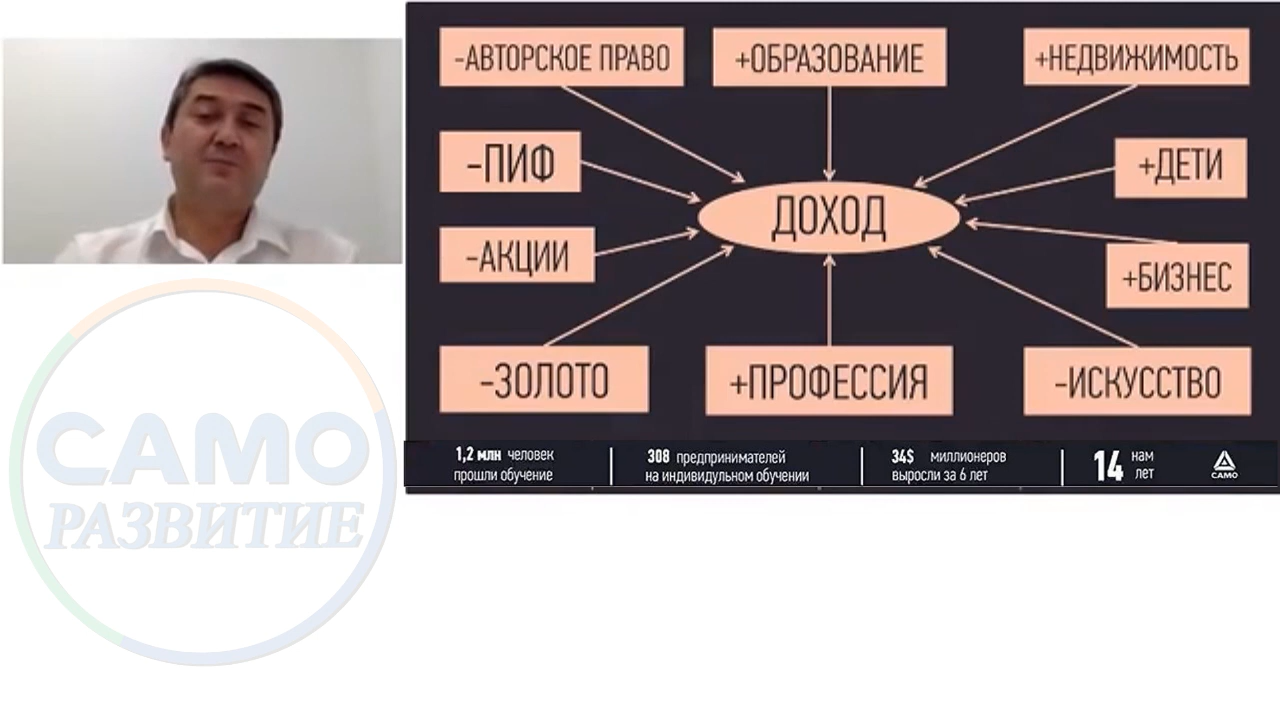 -АВТОРСКОЕ ПРАВО
+ОБРАЗОВАНИЕ
+НЕДВИЖИМОСТЬ
-ПИФ
+ДЕТИ
ДОХОД
-АКЦИИ
+БИЗНЕС
-ЗОЛОТО
+ПРОФЕССИЯ
-ИСКУССТВО
1,2 млн человек
прошли обучение
308 предпринимателей
на индивидульном обучении
34$ миллионеров
выросли за 6 лет
14 нам
лет
САМО
САМО
РАЗВИТИЕ